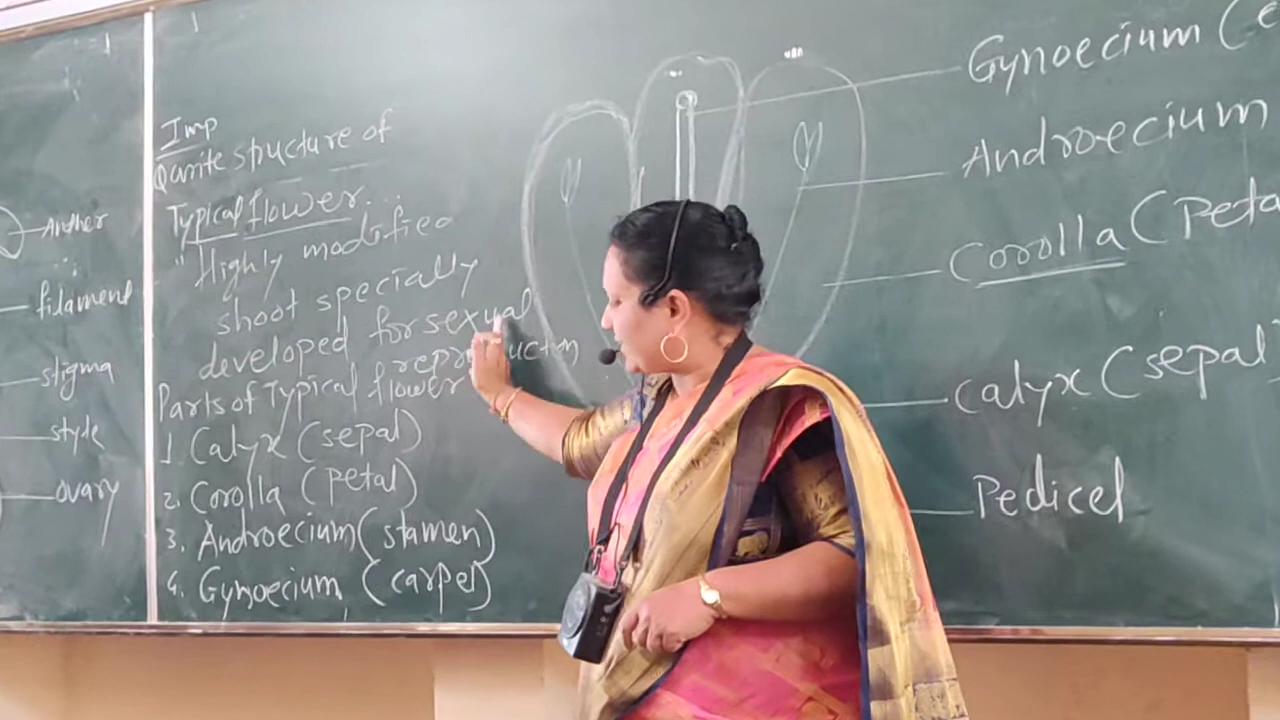 Anther
filament
stigma
style
ovary
Imp
Q write structure of
Typical flower...
"Highly modified
shoot specially
developed for sexual
reproduction
Parts of Typical flower
1. Calyx (sepal)
2. Corolla (Petal)
3. Androecium (stamen)
4. Gynoecium (carpel)
Gynoecium (
Androecium
Corolla (Peta
calyx (sepal
Pedicel